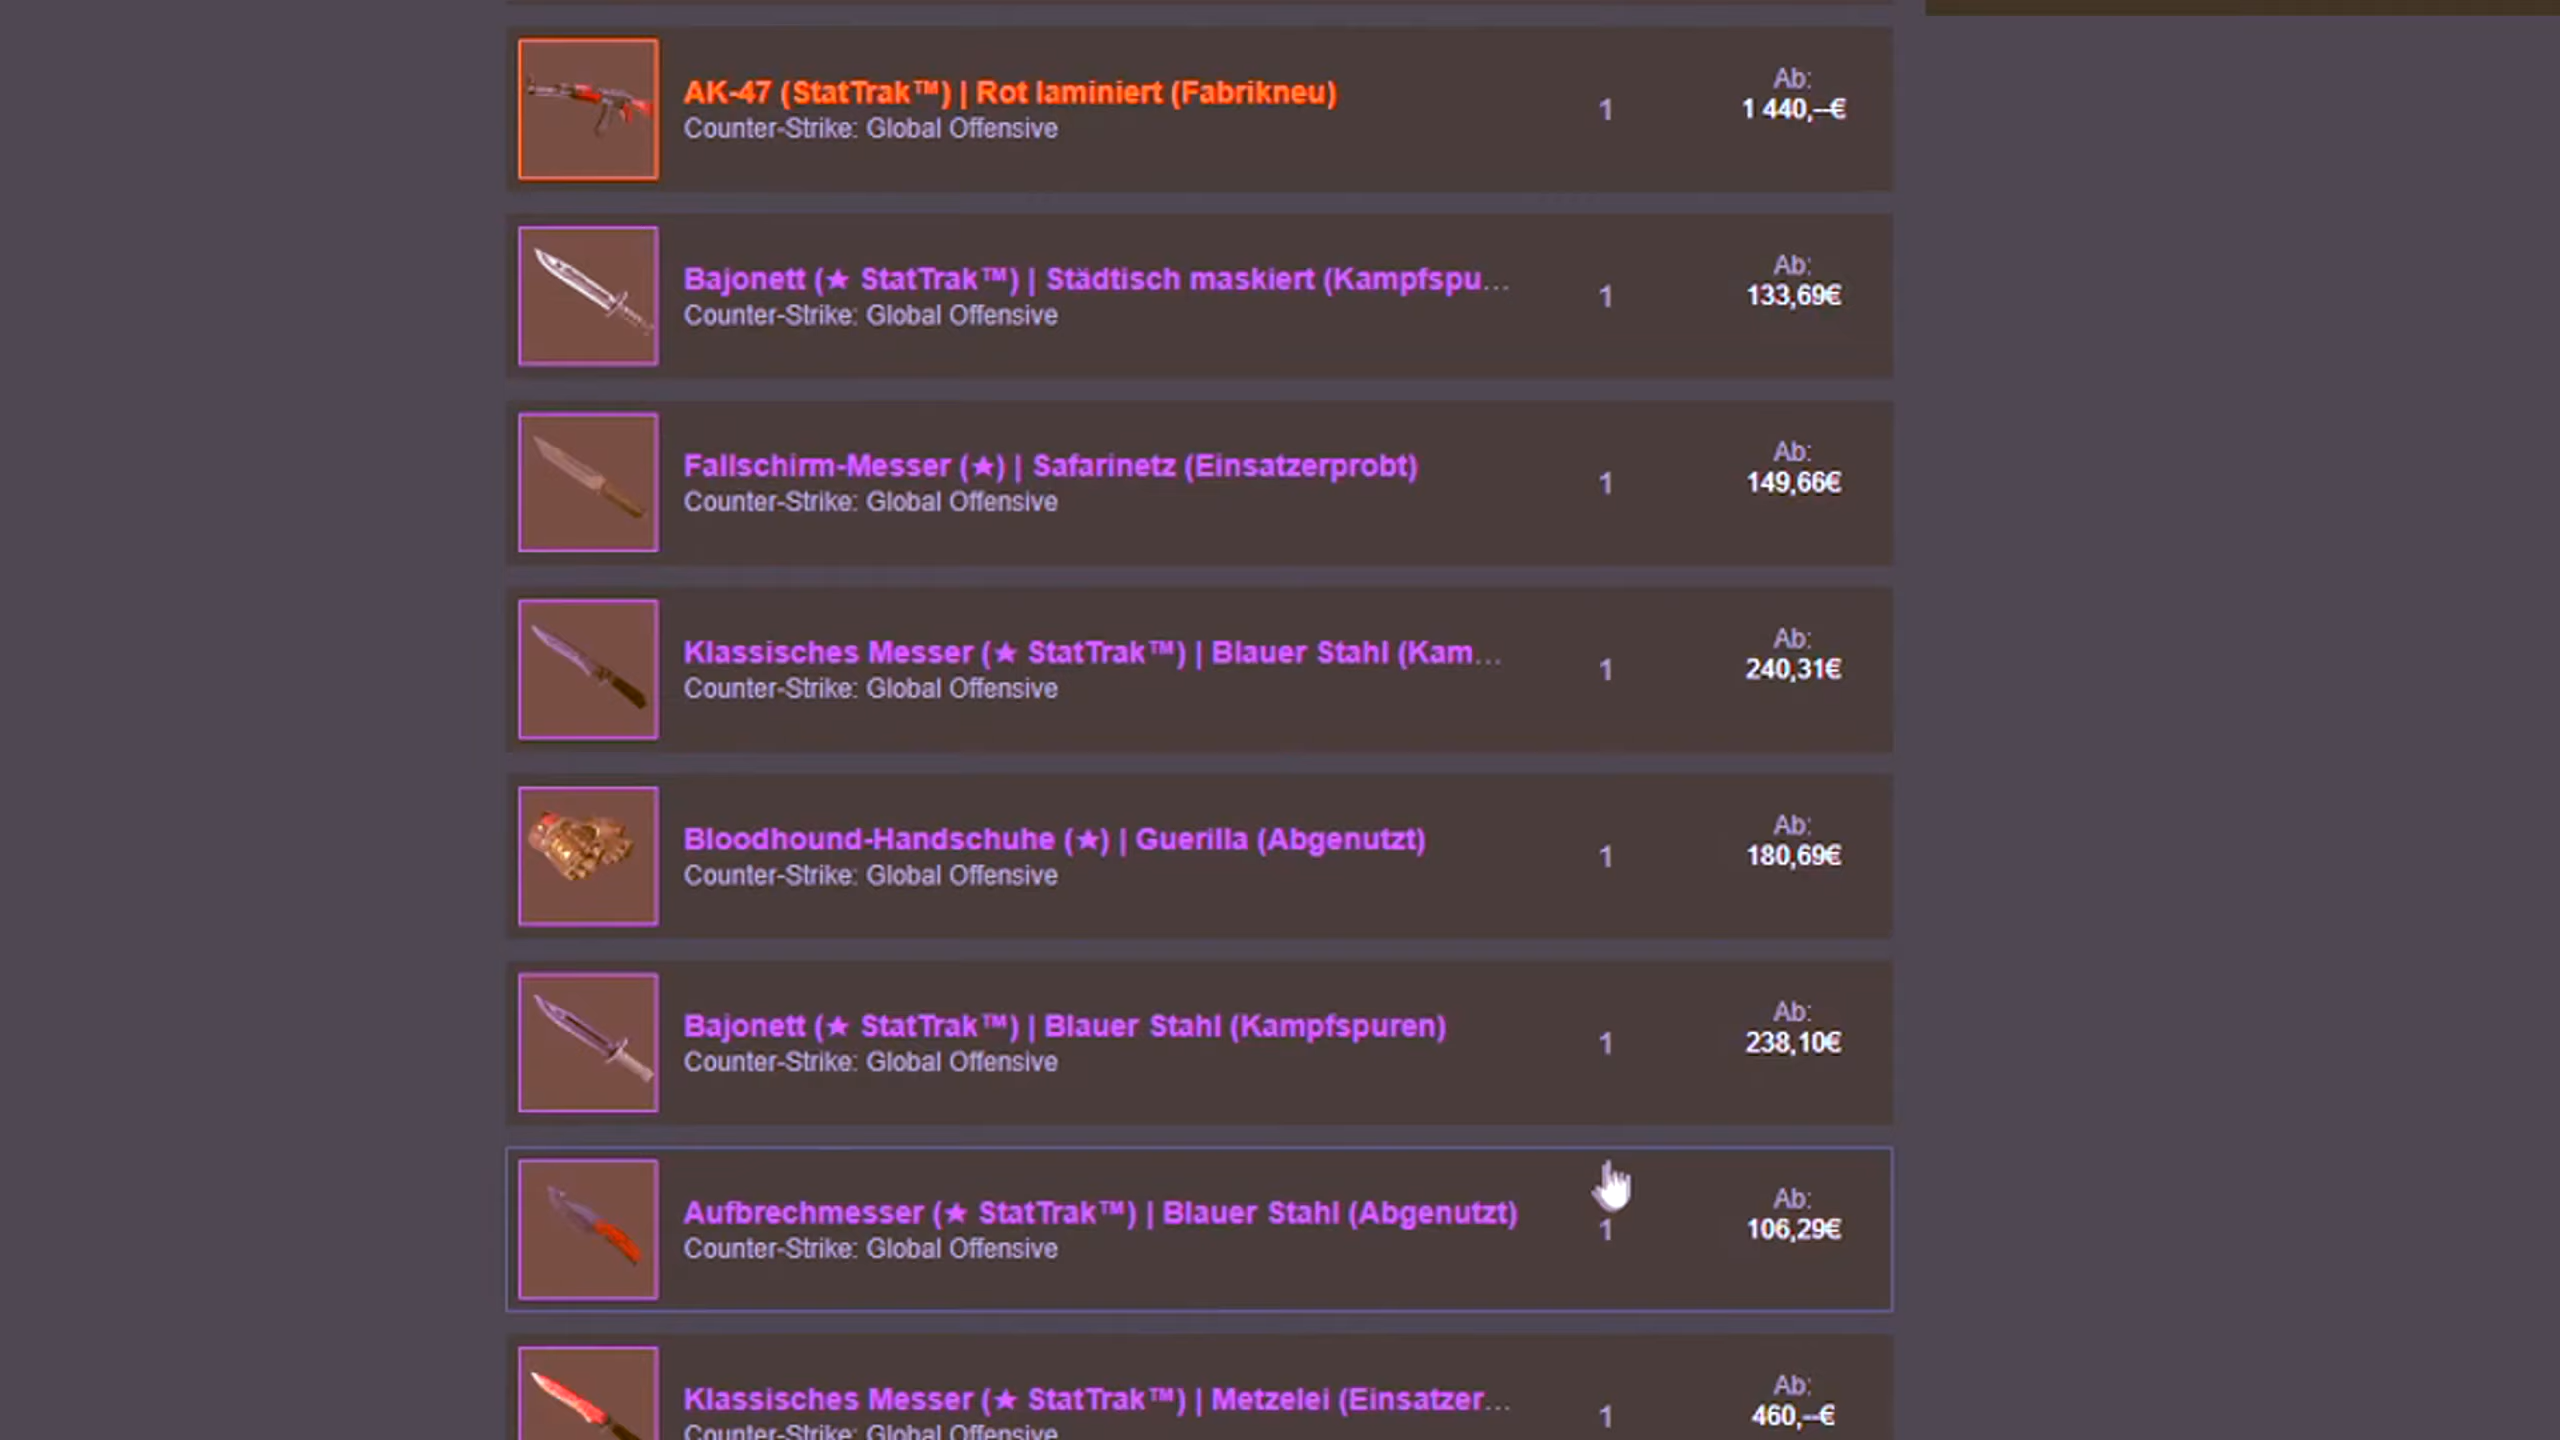 AK-47 (StatTrak™) | Rot laminiert (Fabrikneu)
Counter-Strike: Global Offensive
1
Ab:
1 440,--€
Bajonett (★ StatTrak™) | Städtisch maskiert (Kampfspu...
Counter-Strike: Global Offensive
1
Ab:
133,69€
Fallschirm-Messer (★) | Safarinetz (Einsatzerprobt)
Counter-Strike: Global Offensive
1
Ab:
149,66€
Klassisches Messer (★ StatTrak™) | Blauer Stahl (Kam...
Counter-Strike: Global Offensive
1
Ab:
240,31€
Bloodhound-Handschuhe (★) | Guerilla (Abgenutzt)
Counter-Strike: Global Offensive
1
Ab:
180,69€
Bajonett (★ StatTrak™) | Blauer Stahl (Kampfspuren)
Counter-Strike: Global Offensive
1
Ab:
238,10€
Aufbrechmesser (★ StatTrak™) | Blauer Stahl (Abgenutzt)
Counter-Strike: Global Offensive
1
Ab:
106,29€
Klassisches Messer (★ StatTrak™) | Metzelei (Einsatzer...
Counter-Strike: Global Offensive
1
Ab:
460,--€